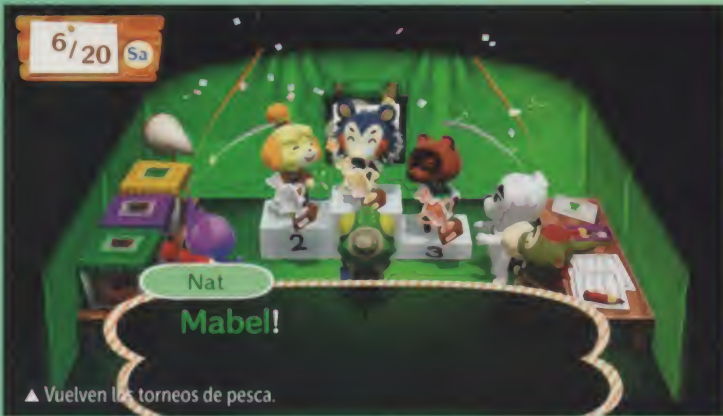 6/20 Sa
2
3
Nat
Mabel!
▲ Vuelven los torneos de pesca.